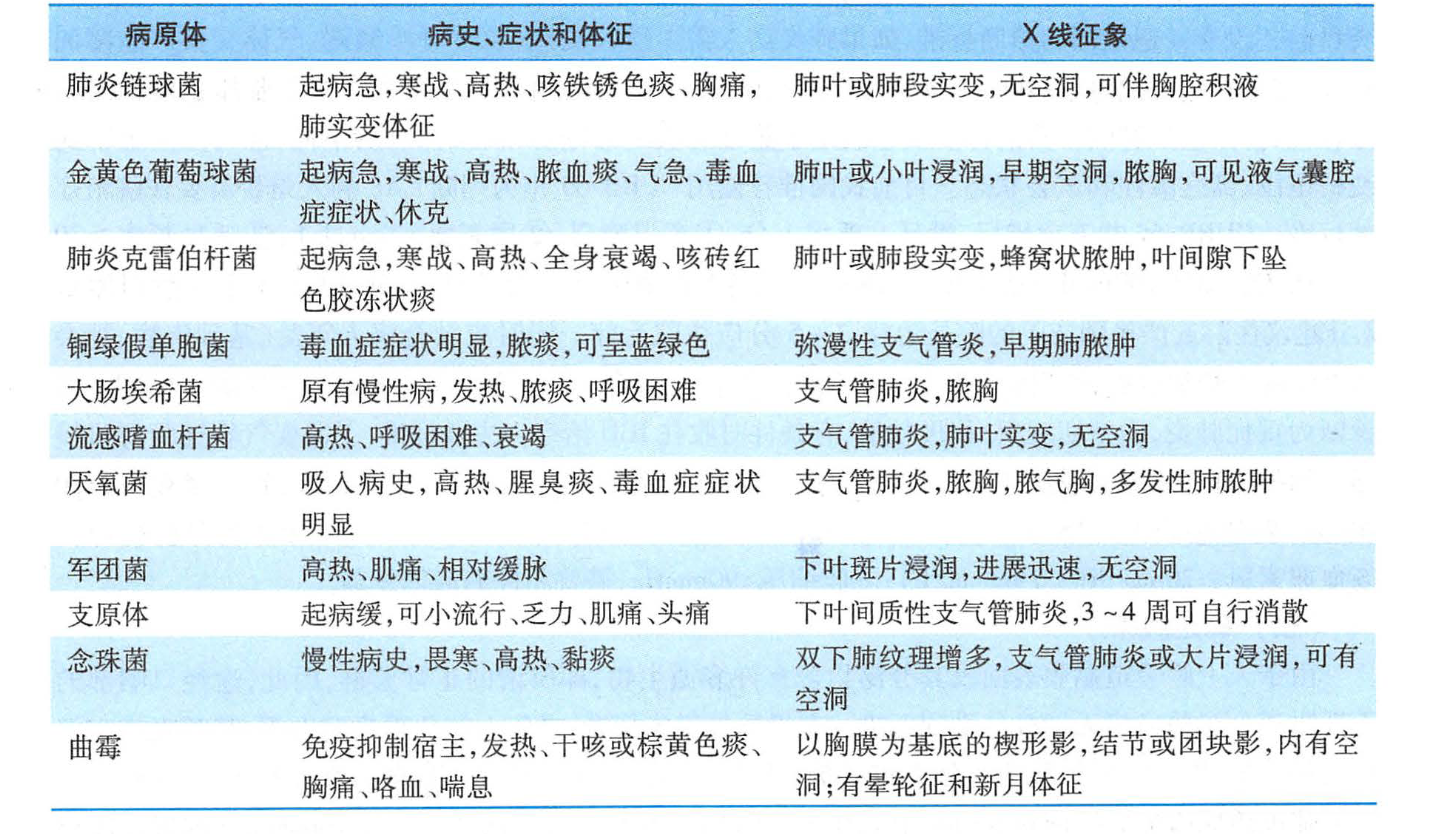 病原体 病史、症状和体征 X 线征象
肺炎链球菌 起病急,寒战、高热、咳铁锈色痰、胸痛, 肺叶或肺段实变,无空洞,可伴胸腔积液
肺实变体征
金黄色葡萄球菌 起病急、寒战、高热、脓血痰、气急、毒血 肺叶或小叶浸润,早期空洞,脓胸,可见液气囊腔
症症状、休克
肺炎克雷伯杆菌 起病急,寒战、高热、全身衰竭、咳砖红 肺叶或肺段实变,蜂窝状脓肿,叶间隙下坠
色胶冻状痰
铜绿假单胞菌 毒血症症状明显,脓痰,可呈蓝绿色 弥漫性支气管炎,早期肺脓肿
大肠埃希菌 原有慢性病,发热、脓痰、呼吸困难 支气管肺炎,脓胸
流感嗜血杆菌 高热、呼吸困难、衰竭 支气管肺炎,肺叶实变,无空洞
厌氧菌 吸入病史,高热、腥臭痰、毒血症症状 支气管肺炎,脓胸,脓气胸,多发性肺脓肿
明显
军团菌 高热、肌痛、相对缓脉 下叶斑片浸润,进展迅速,无空洞
支原体 起病缓,可小流行、乏力、肌痛、头痛 下叶间质性支气管肺炎,3~4 周可自行消散
念珠菌 慢性病史,畏寒、高热、黏痰 双下肺纹理增多,支气管肺炎或大片浸润,可有
空洞
曲霉 免疫抑制宿主,发热、干咳或棕黄色痰、 以胸膜为基底的楔形影,结节或团块影,内有空
胸痛、咯血、喘息 洞;有晕轮征和新月体征